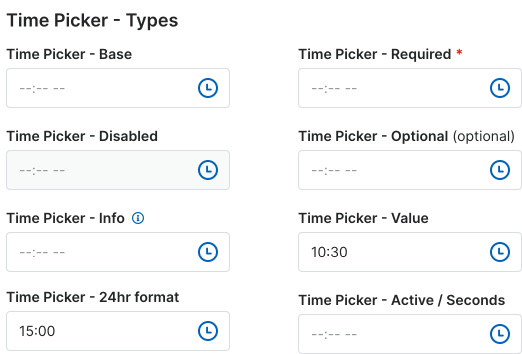 Time Picker - Types
Time Picker - Base
--:-- --
Time Picker - Required *
--:-- --
Time Picker - Disabled
--:-- --
Time Picker - Optional (optional)
--:-- --
Time Picker - Info
--:-- --
Time Picker - Value
10:30
Time Picker - 24hr format
15:00
Time Picker - Active / Seconds
--:-- --